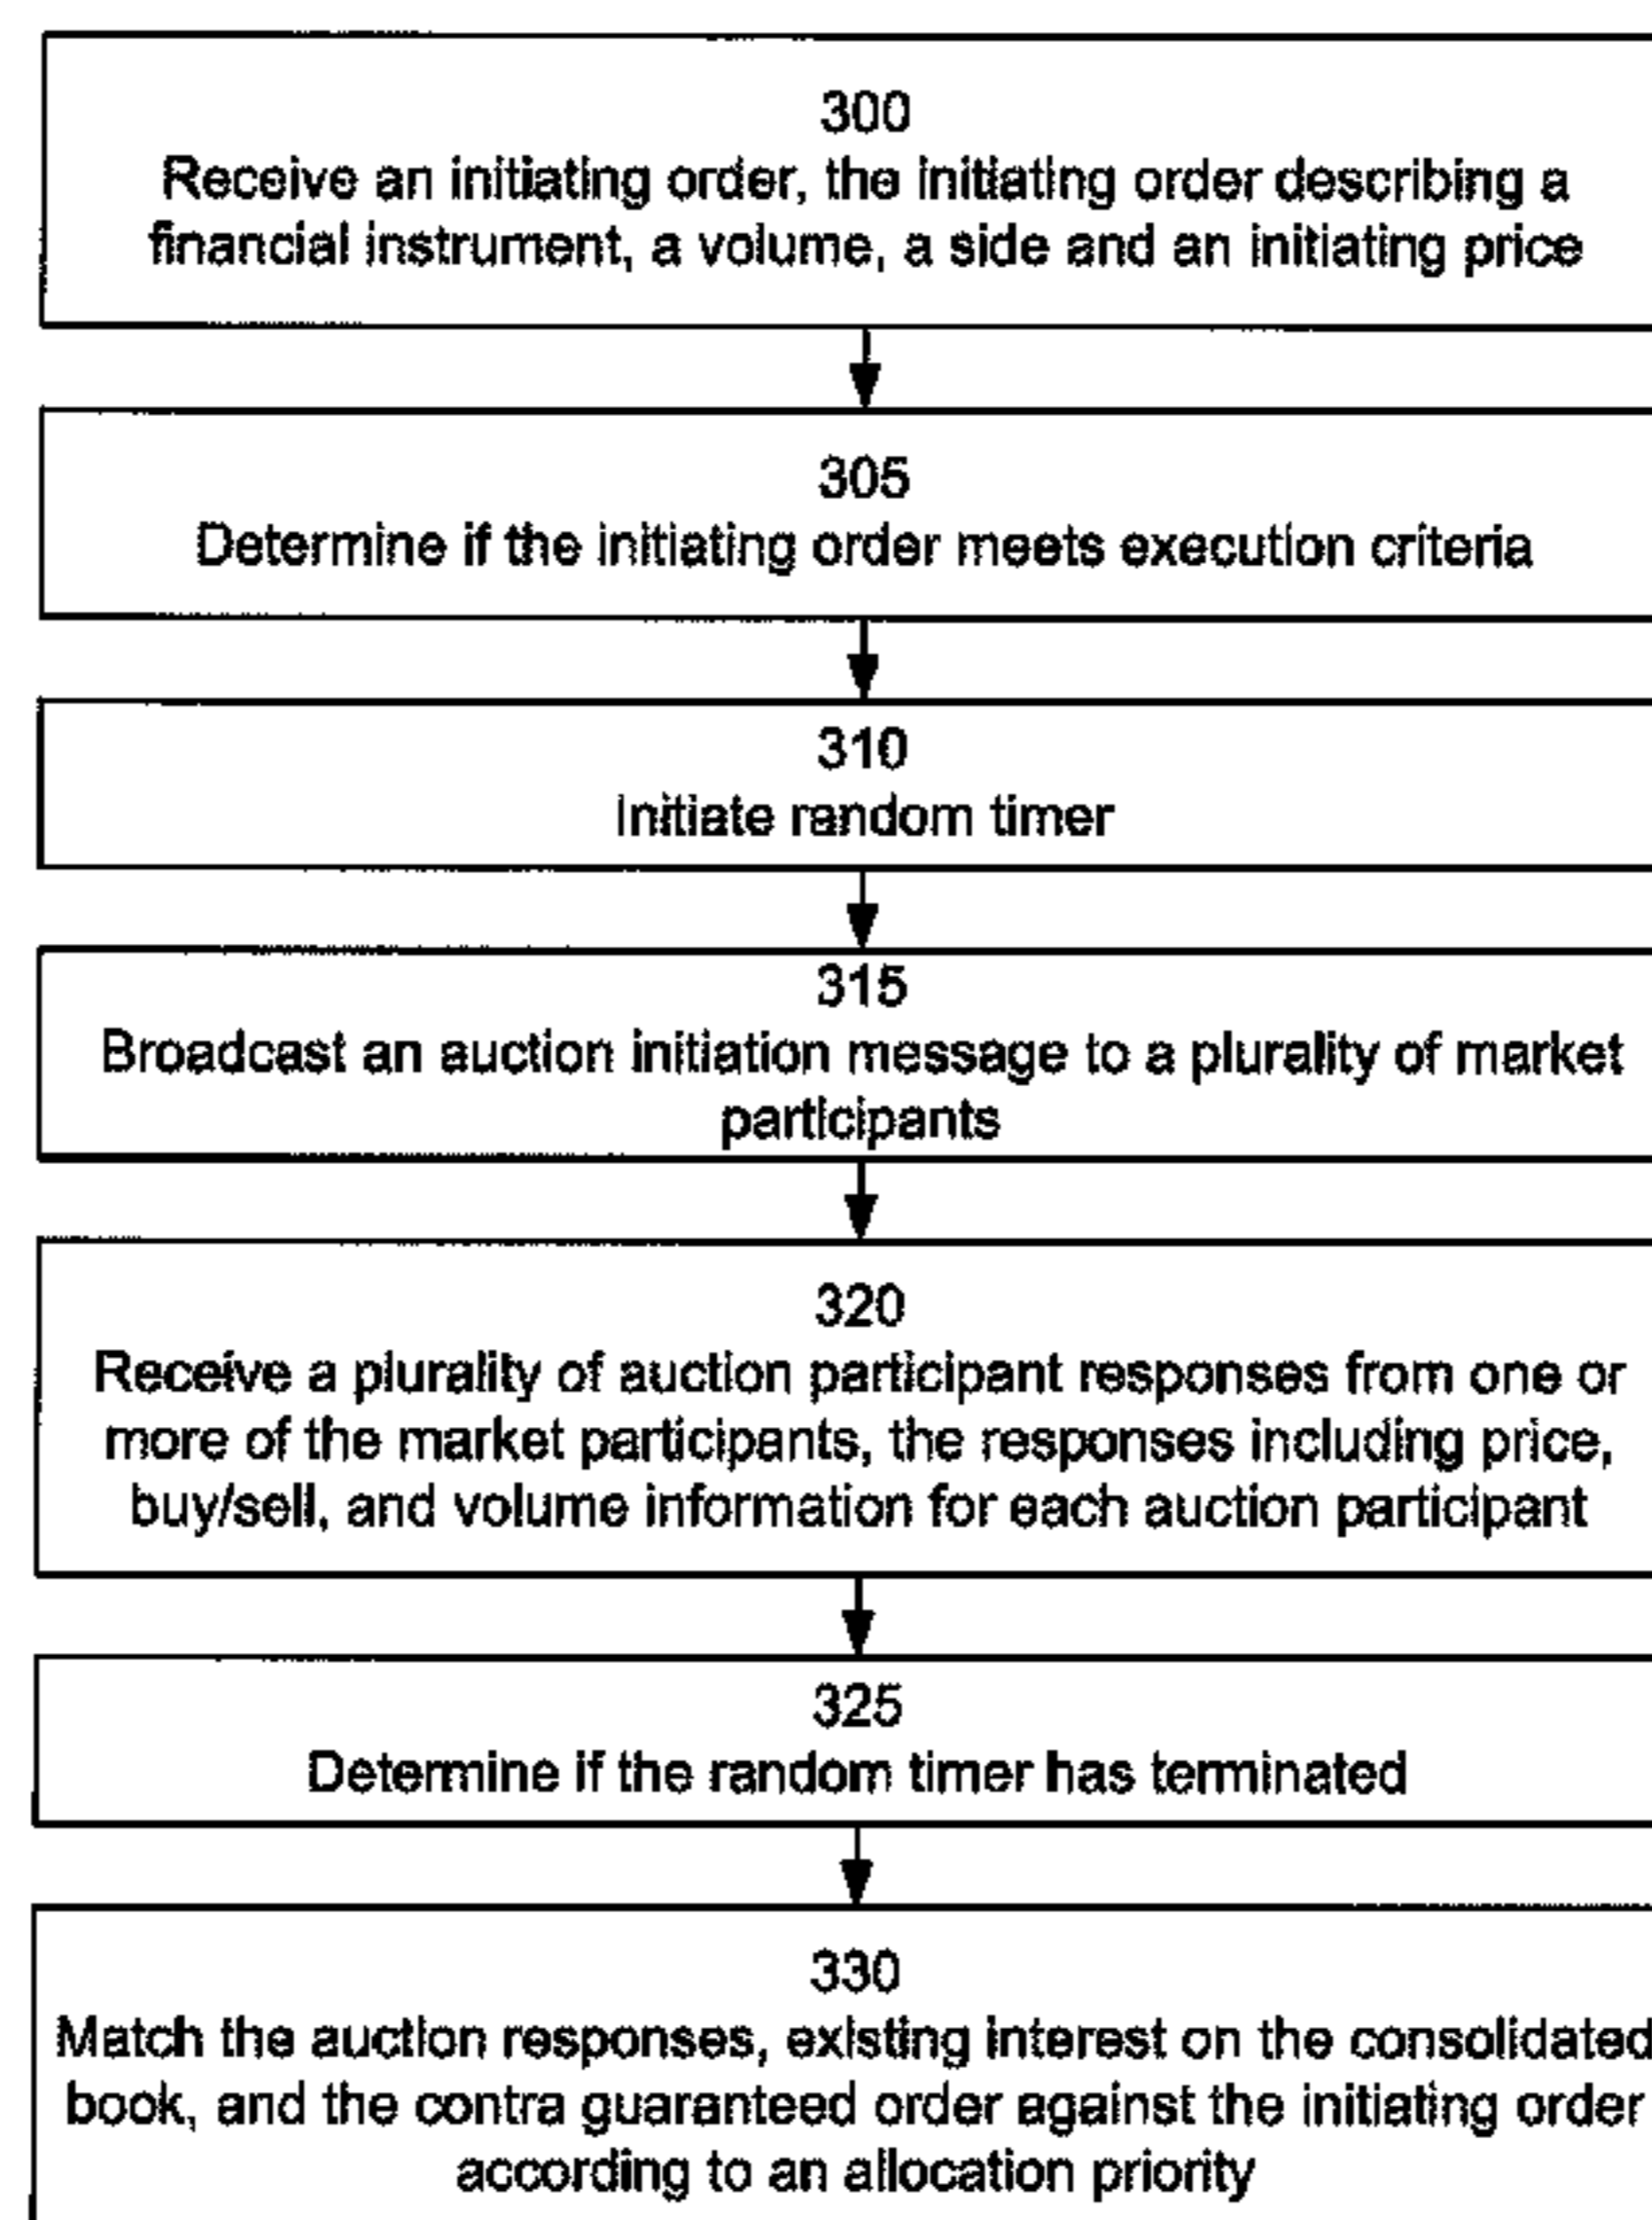 300
Receive an initiating order, the initiating order describing a
financial instrument, a volume, a side and an initiating price
305
Determine if the initiating order meets execution criteria
310
Initiate random timer
315
Broadcast an auction initiation message to a plurality of market
participants
320
Receive a plurality of auction participant responses from one or
more of the market participants, the responses including price,
buy/sell, and volume information for each auction participant
325
Determine if the random timer has terminated
330
Match the auction responses, existing interest on the consolidated
book, and the contra guaranteed order against the initiating order
according to an allocation priority